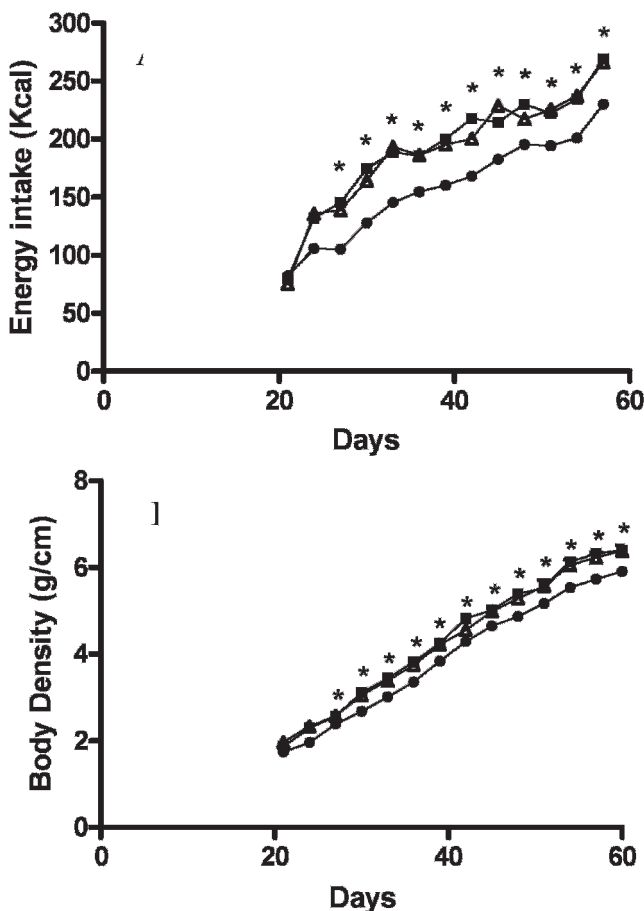 300
250
200
150
100
50
0
Energy intake (Kcal)
* * * * * * * * * * *
0 20 40 60
Days
8
6
4
2
0
Body Density (g/cm)
* * * * * * * * * * * *
0 20 40 60
Days